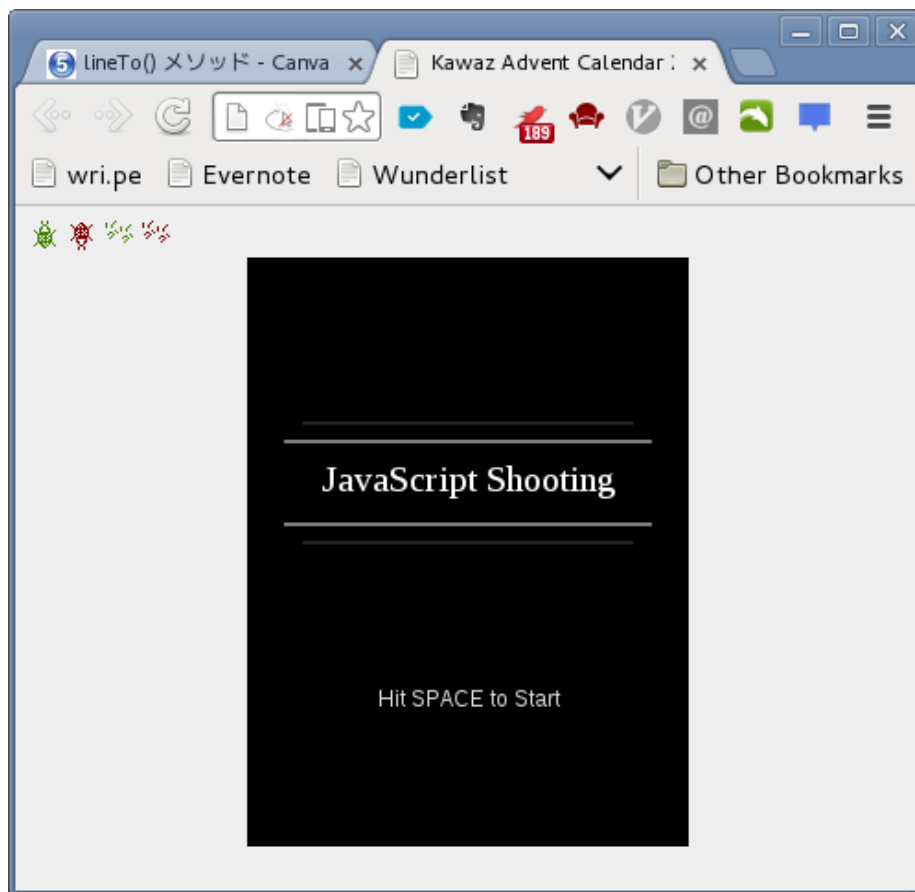 lineTo() メソッド - Canva
Kawaz Advent Calendar
189
wri.pe
Evernote
Wunderlist
Other Bookmarks
JavaScript Shooting
Hit SPACE to Start